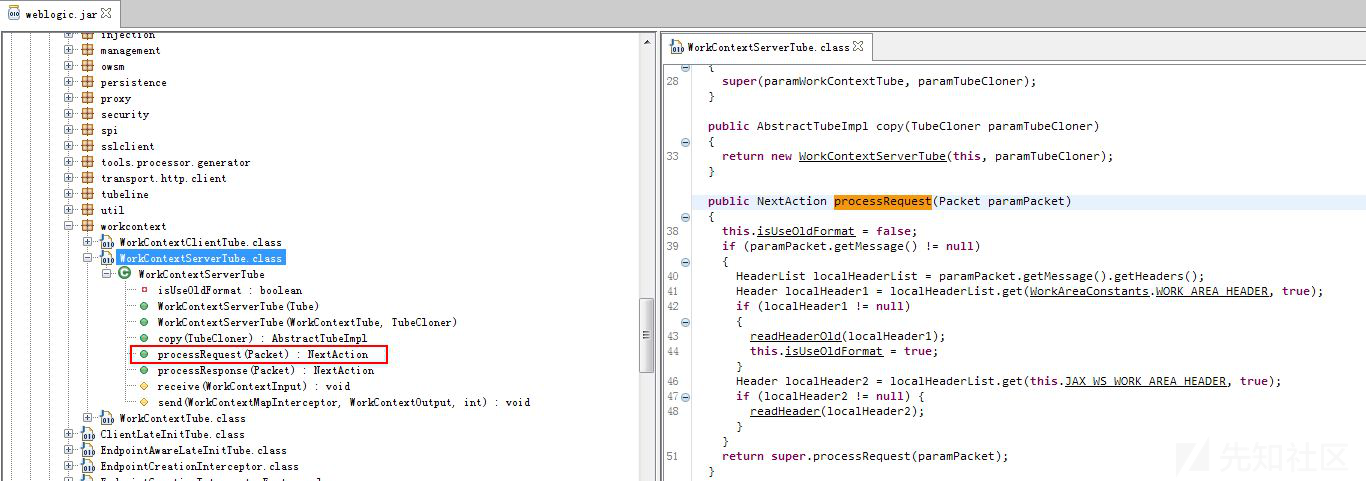 weblogic.jar
injection
management
owsm
persistence
proxy
security
spi
sslclient
tools.processor.generator
transport.http.client
tubeline
util
workcontext
WorkContextClientTube.class
WorkContextServerTube.class
WorkContextServerTube
isUseOldFormat : boolean
WorkContextServerTube(Tube)
WorkContextServerTube(WorkContextTube, TubeCloner)
copy(TubeCloner) : AbstractTubeImpl
processRequest(Packet) : NextAction
processResponse(Packet) : NextAction
receive(WorkContextInput) : void
send(WorkContextMapInterceptor, WorkContextOutput, int) : void
WorkContextTube.class
ClientLateInitTube.class
EndpointAwareLateInitTube.class
EndpointCreationInterceptor.class
WorkContextServerTube.class
{
28 super(paramWorkContextTube, paramTubeCloner);
}
public AbstractTubeImpl copy(TubeCloner paramTubeCloner)
{
33 return new WorkContextServerTube(this, paramTubeCloner);
}
public NextAction processRequest(Packet paramPacket)
{
38 this.isUseOldFormat = false;
39 if (paramPacket.getMessage() != null)
{
40 HeaderList localHeaderList = paramPacket.getMessage().getHeaders();
41 Header localHeader1 = localHeaderList.get(WorkAreaConstants.WORK_AREA_HEADER, true);
42 if (localHeader1 != null)
{
43 readHeaderOld(localHeader1);
44 this.isUseOldFormat = true;
}
46 Header localHeader2 = localHeaderList.get(this.JAX_WS_WORK_AREA_HEADER, true);
47 if (localHeader2 != null) {
48 readHeader(localHeader2);
}
}
51 return super.processRequest(paramPacket);
}
先知社区